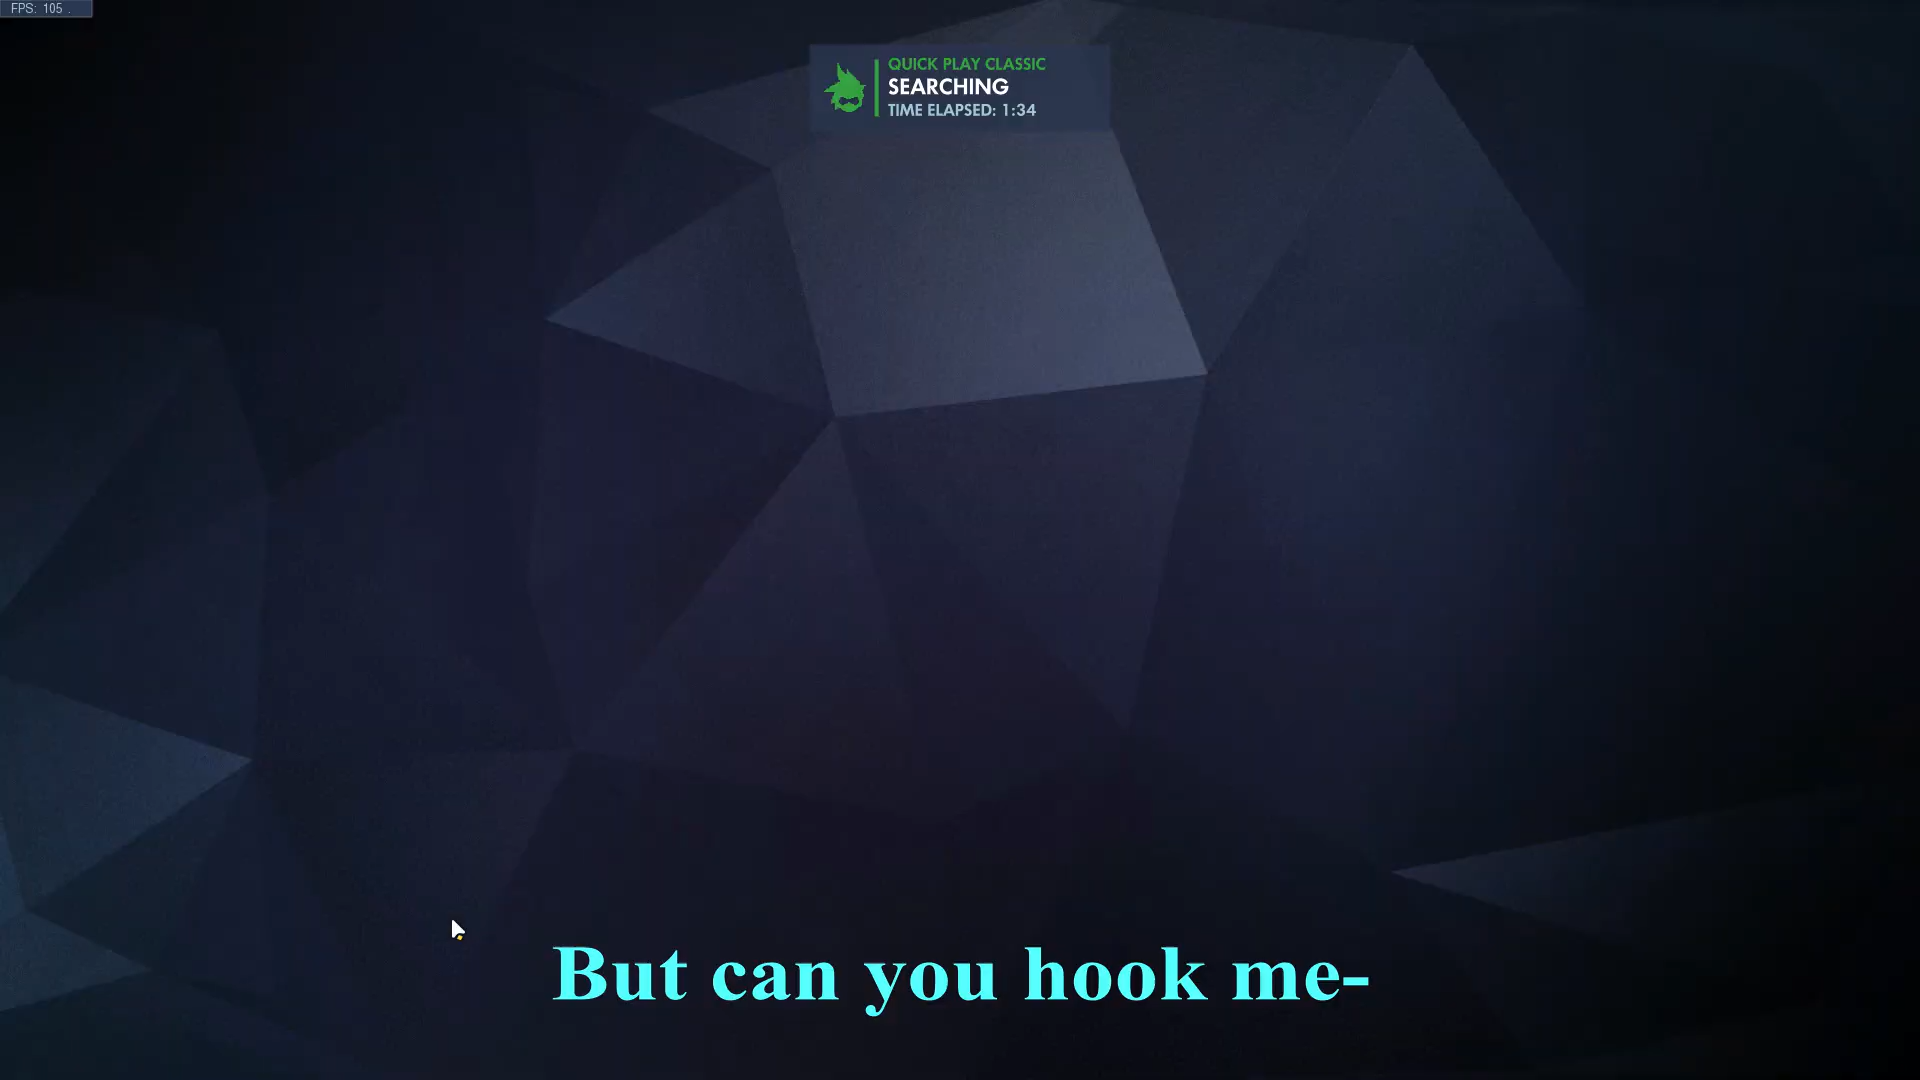 FPS: 105 .
QUICK PLAY CLASSIC
SEARCHING
TIME ELAPSED: 1:34
But can you hook me-